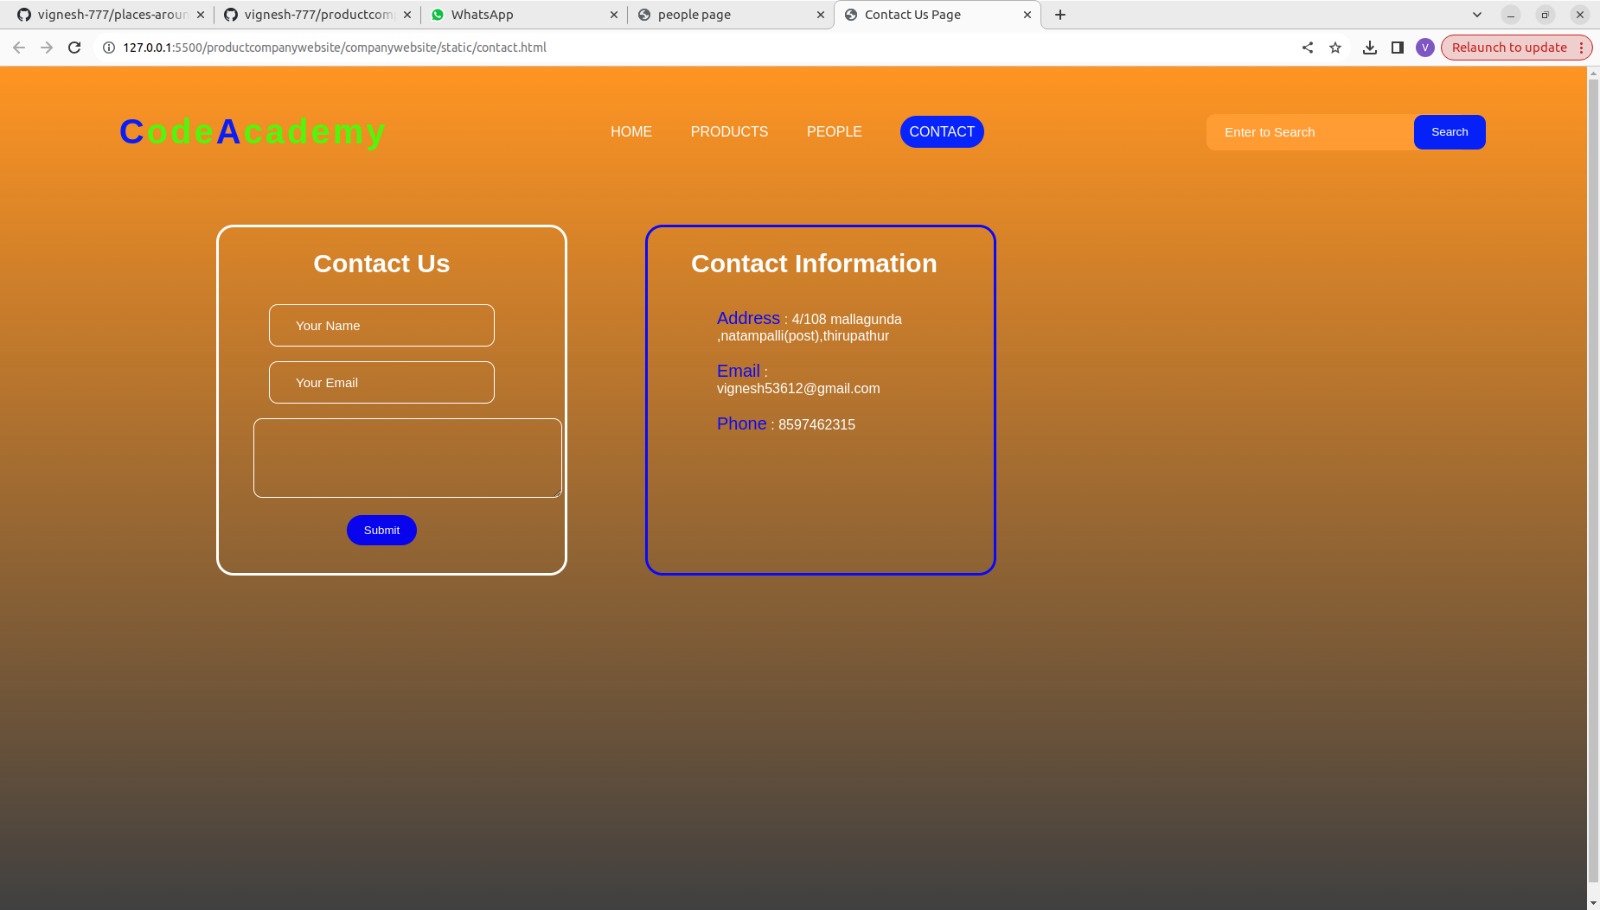 vignesh-777/places-aroun
vignesh-777/productcom
WhatsApp
people page
Contact Us Page
127.0.0.1:5500/productcompanywebsite/companywebsite/static/contact.html
V
Relaunch to update
CodeAcademy
HOME
PRODUCTS
PEOPLE
CONTACT
Enter to Search
Search
Contact Us
Your Name
Your Email
Submit
Contact Information
Address : 4/108 mallagunda
,natampalli(post),thirupathur
Email :
vignesh53612@gmail.com
Phone : 8597462315